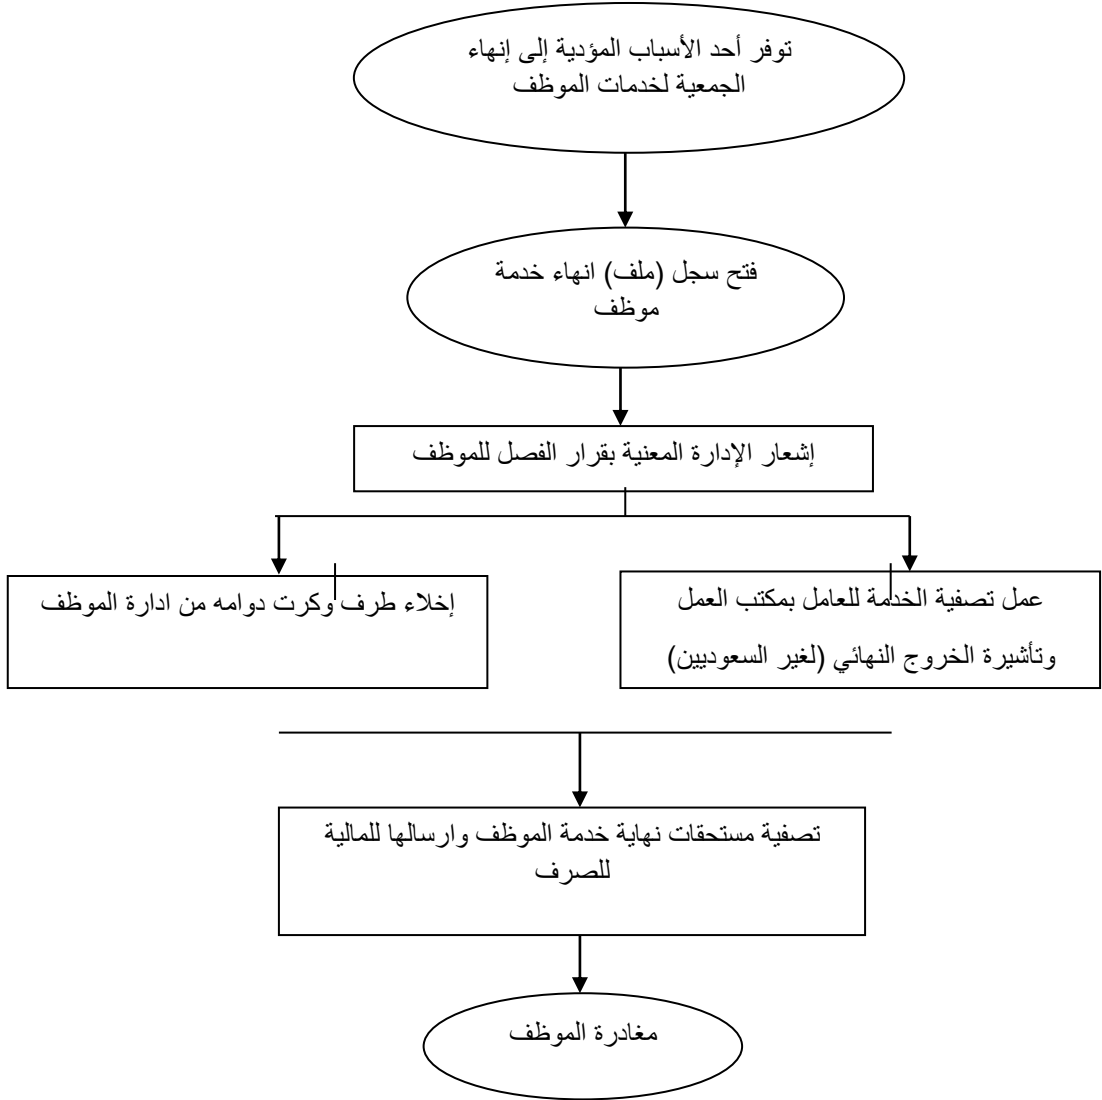 توفر أحد الأسباب المؤدية إلى إنهاء
الجمعية لخدمات الموظف
فتح سجل (ملف) انهاء خدمة
موظف
إشعار الإدارة المعنية بقرار الفصل للموظف
عمل تصفية الخدمة للعامل بمكتب العمل
وتأشيرة الخروج النهائي (لغير السعوديين)
إخلاء طرف وكرت دوامه من ادارة الموظف
تصفية مستحقات نهاية خدمة الموظف وارسالها للمالية
للصرف
مغادرة الموظف